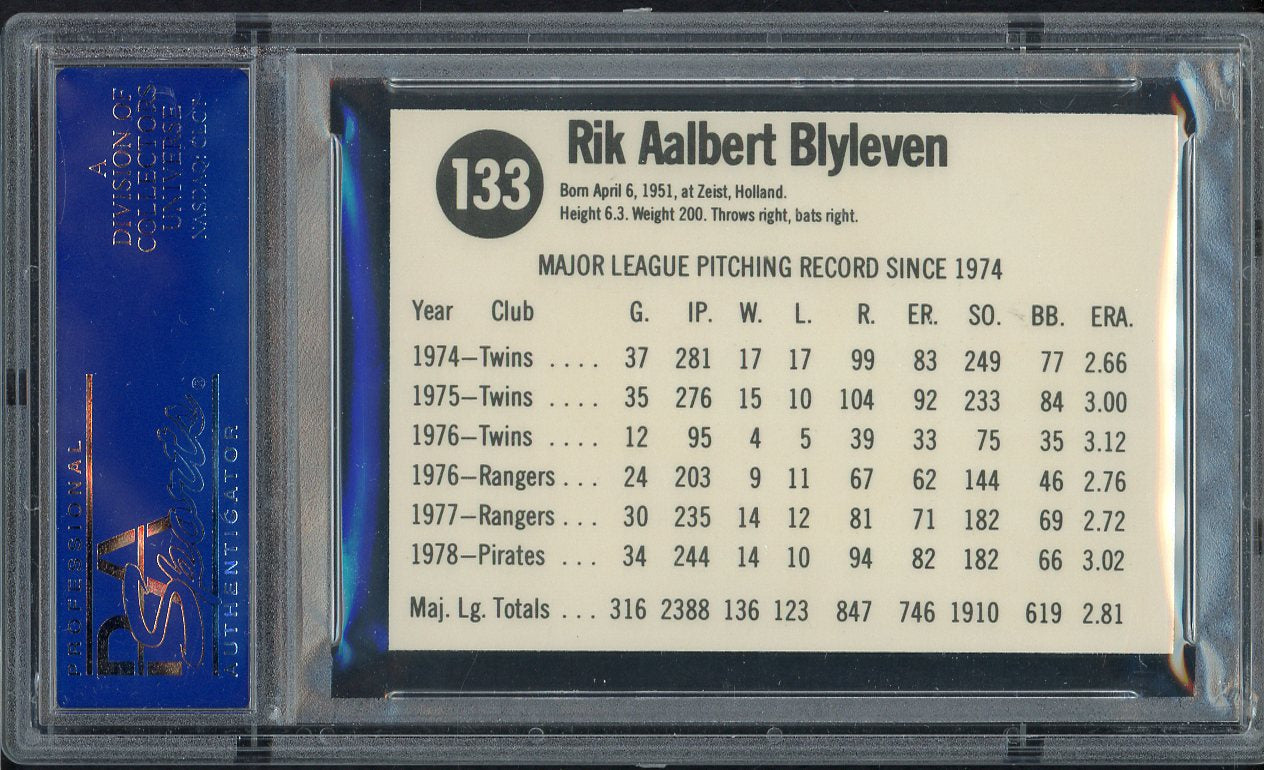 133
Rik Aalbert Blyleven
Born April 6, 1951, at Zeist, Holland.
Height 6.3. Weight 200. Throws right, bats right.
MAJOR LEAGUE PITCHING RECORD SINCE 1974
Year Club G. IP. W. L. R. ER. SO. BB. ERA.
1974—Twins .... 37 281 17 17 99 83 249 77 2.66
1975—Twins .... 35 276 15 10 104 92 233 84 3.00
1976—Twins .... 12 95 4 5 39 33 75 35 3.12
1976—Rangers ... 24 203 9 11 67 62 144 46 2.76
1977—Rangers ... 30 235 14 12 81 71 182 69 2.72
1978—Pirates ... 34 244 14 10 94 82 182 66 3.02
Maj. Lg. Totals ... 316 2388 136 123 847 746 1910 619 2.81
PROFESSIONAL
PSA
Sports
AUTHENTICATOR
A
DIVISION OF
COLLECTORS
UNIVERSE
NASDAQ: CLCT